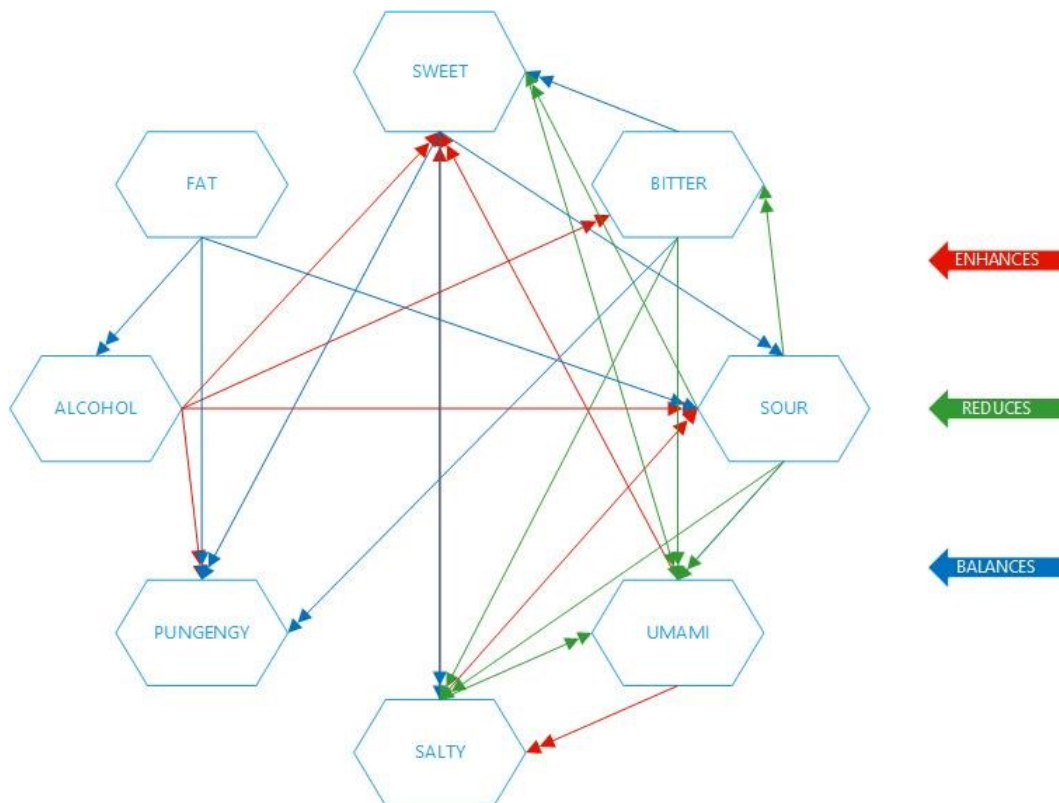 SWEET
FAT
BITTER
ENHANCES
ALCOHOL
SOUR
REDUCES
BALANCES
PUNGENGY
UMAMI
SALTY